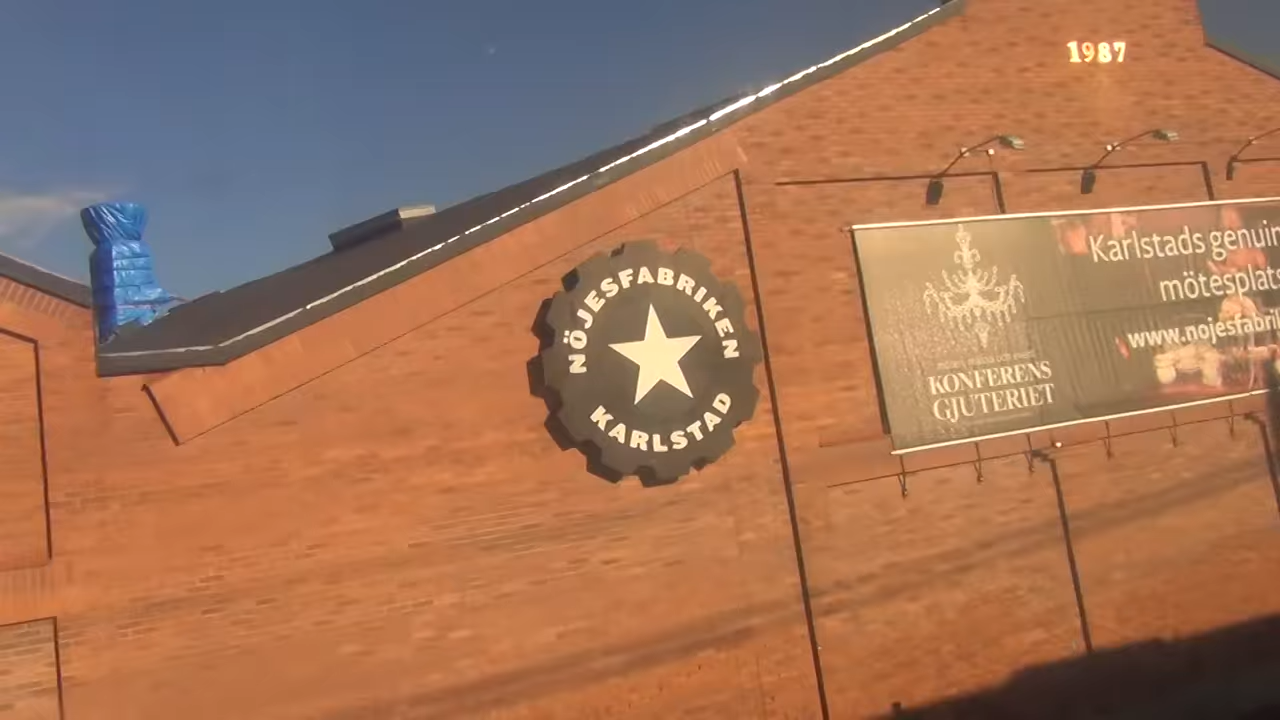 1987
NÖJESFABRIKEN
KARLSTAD
KONFERENS
GJUTERIET
Karlstads genuin
mötesplats
www.nojesfabrik